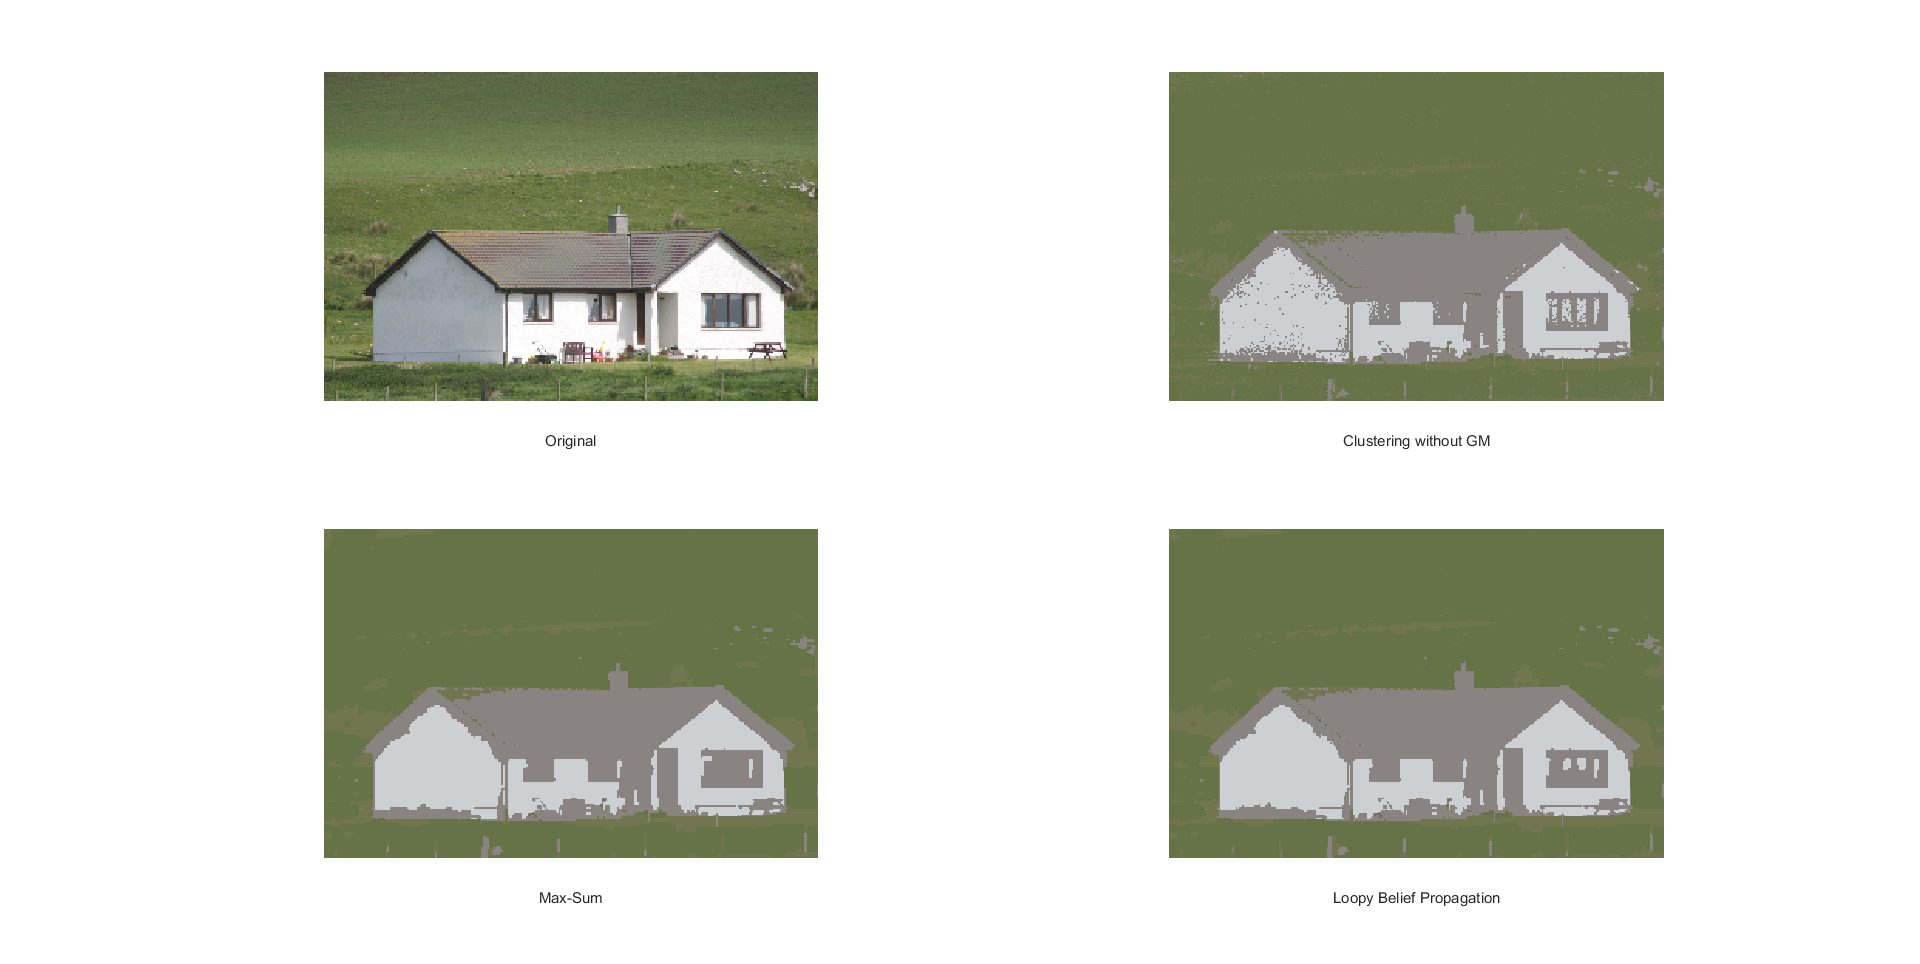 Original
Clustering without GM
Max-Sum
Loopy Belief Propagation